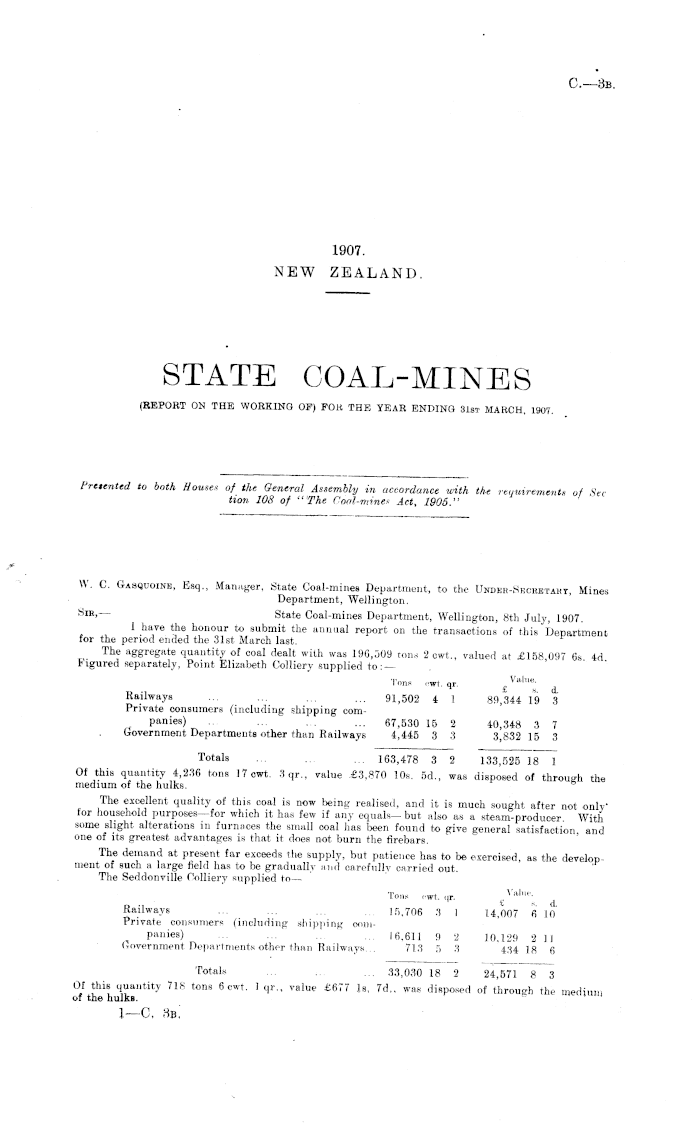 C.—3B.
1907.
NEW ZEALAND.
STATE COAL-MINES
(REPORT ON THE WORKING OF) FOR THE YEAR ENDING 31ST MARCH, 1907.
Presented to both Houses of the General Assembly in accordance with the requirements of Sec
tion 108 of "The Coal-mines Act, 1905."
W. C. GASQUOINE, Esq., Manager, State Coal-mines Department, to the UNDER-SECRETARY, Mines
Department, Wellington.
SIR,— State Coal-mines Department, Wellington, 8th July, 1907.
I have the honour to submit the annual report on the transactions of this Department
for the period ended the 31st March last.
The aggregate quantity of coal dealt with was 196,509 tons 2 cwt., valued at £158,097 6s. 4d.
Figured separately, Point Elizabeth Colliery supplied to:—
Tons cwt. qr. Value.
£ s. d.
Railways ... ... ... ... 91,502 4 1 89,344 19 3
Private consumers (including shipping com-
panies) ... ... ... ... 67,530 15 2 40,348 3 7
Government Departments other than Railways 4,445 3 3 3,832 15 3
Totals ... ... ... 163,478 3 2 133,525 18 1
Of this quantity 4,236 tons 17 cwt. 3 qr., value £3,870 10s. 5d., was disposed of through the
medium of the hulks.
The excellent quality of this coal is now being realised, and it is much sought after not only
for household purposes—for which it has few if any equals—but also as a steam-producer. With
some slight alterations in furnaces the small coal has been found to give general satisfaction, and
one of its greatest advantages is that it does not burn the firebars.
The demand at present far exceeds the supply, but patience has to be exercised, as the develop-
ment of such a large field has to be gradually and carefully carried out.
The Seddonville Colliery supplied to—
Tons cwt. qr. Value.
£ s. d.
Railways ... ... ... ... 15,706 3 1 14,007 6 10
Private consumers (including shipping com-
panies) ... ... ... ... 16,611 9 2 10,129 2 11
Government Departments other than Railways... 713 5 3 434 18 6
Totals ... ... ... 33,030 18 2 24,571 8 3
Of this quantity 718 tons 6 cwt. 1 qr., value £677 1s. 7d., was disposed of through the medium
of the hulks.
1—C. 3B.